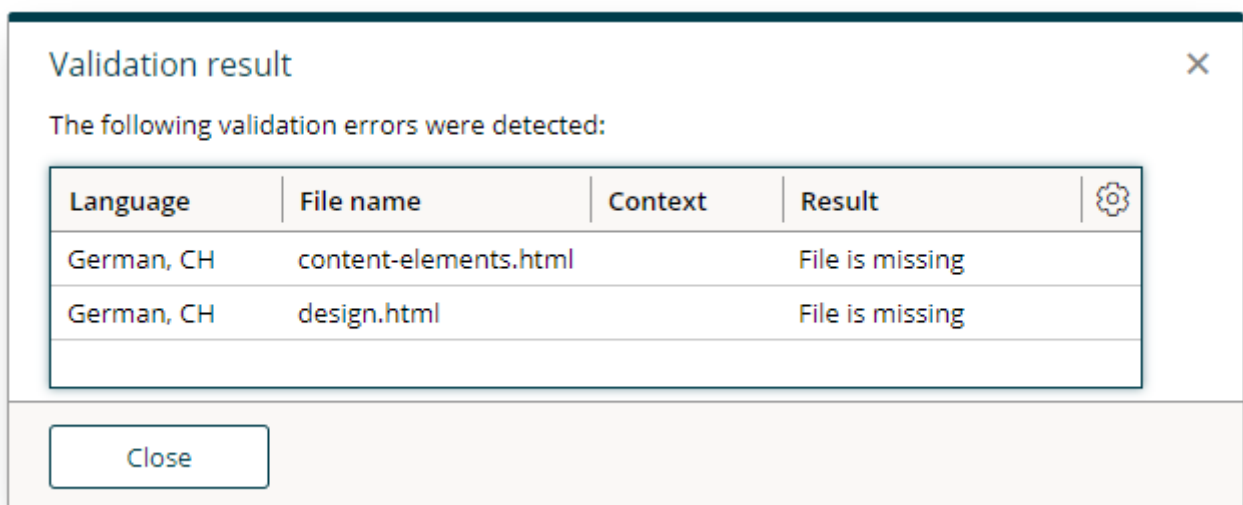 Validation result
The following validation errors were detected:
Language File name Context Result
German, CH content-elements.html File is missing
German, CH design.html File is missing
Close